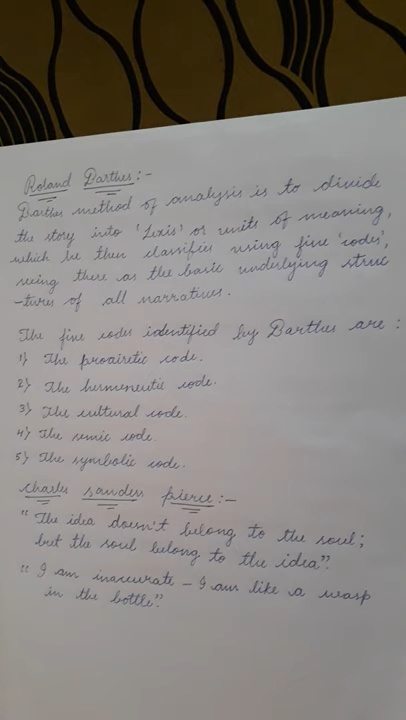 Roland Barthes:-
Barthes method of analysis is to divide
the story into 'Lexis' or units of meaning,
which he then classifies using five 'codes',
seeing these as the basic underlying struc
-tures of all narratives.
The five codes identified by Barthes are :
1) The proairetic code.
2) The hermeneutic code.
3) The cultural code.
4) The semic code.
5) The symbolic code.
Charles sanders pierce:-
"The idea doesn't belong to the soul;
but the soul belong to the idea".
"I am inaccurate - I am like a wasp
in the bottle".